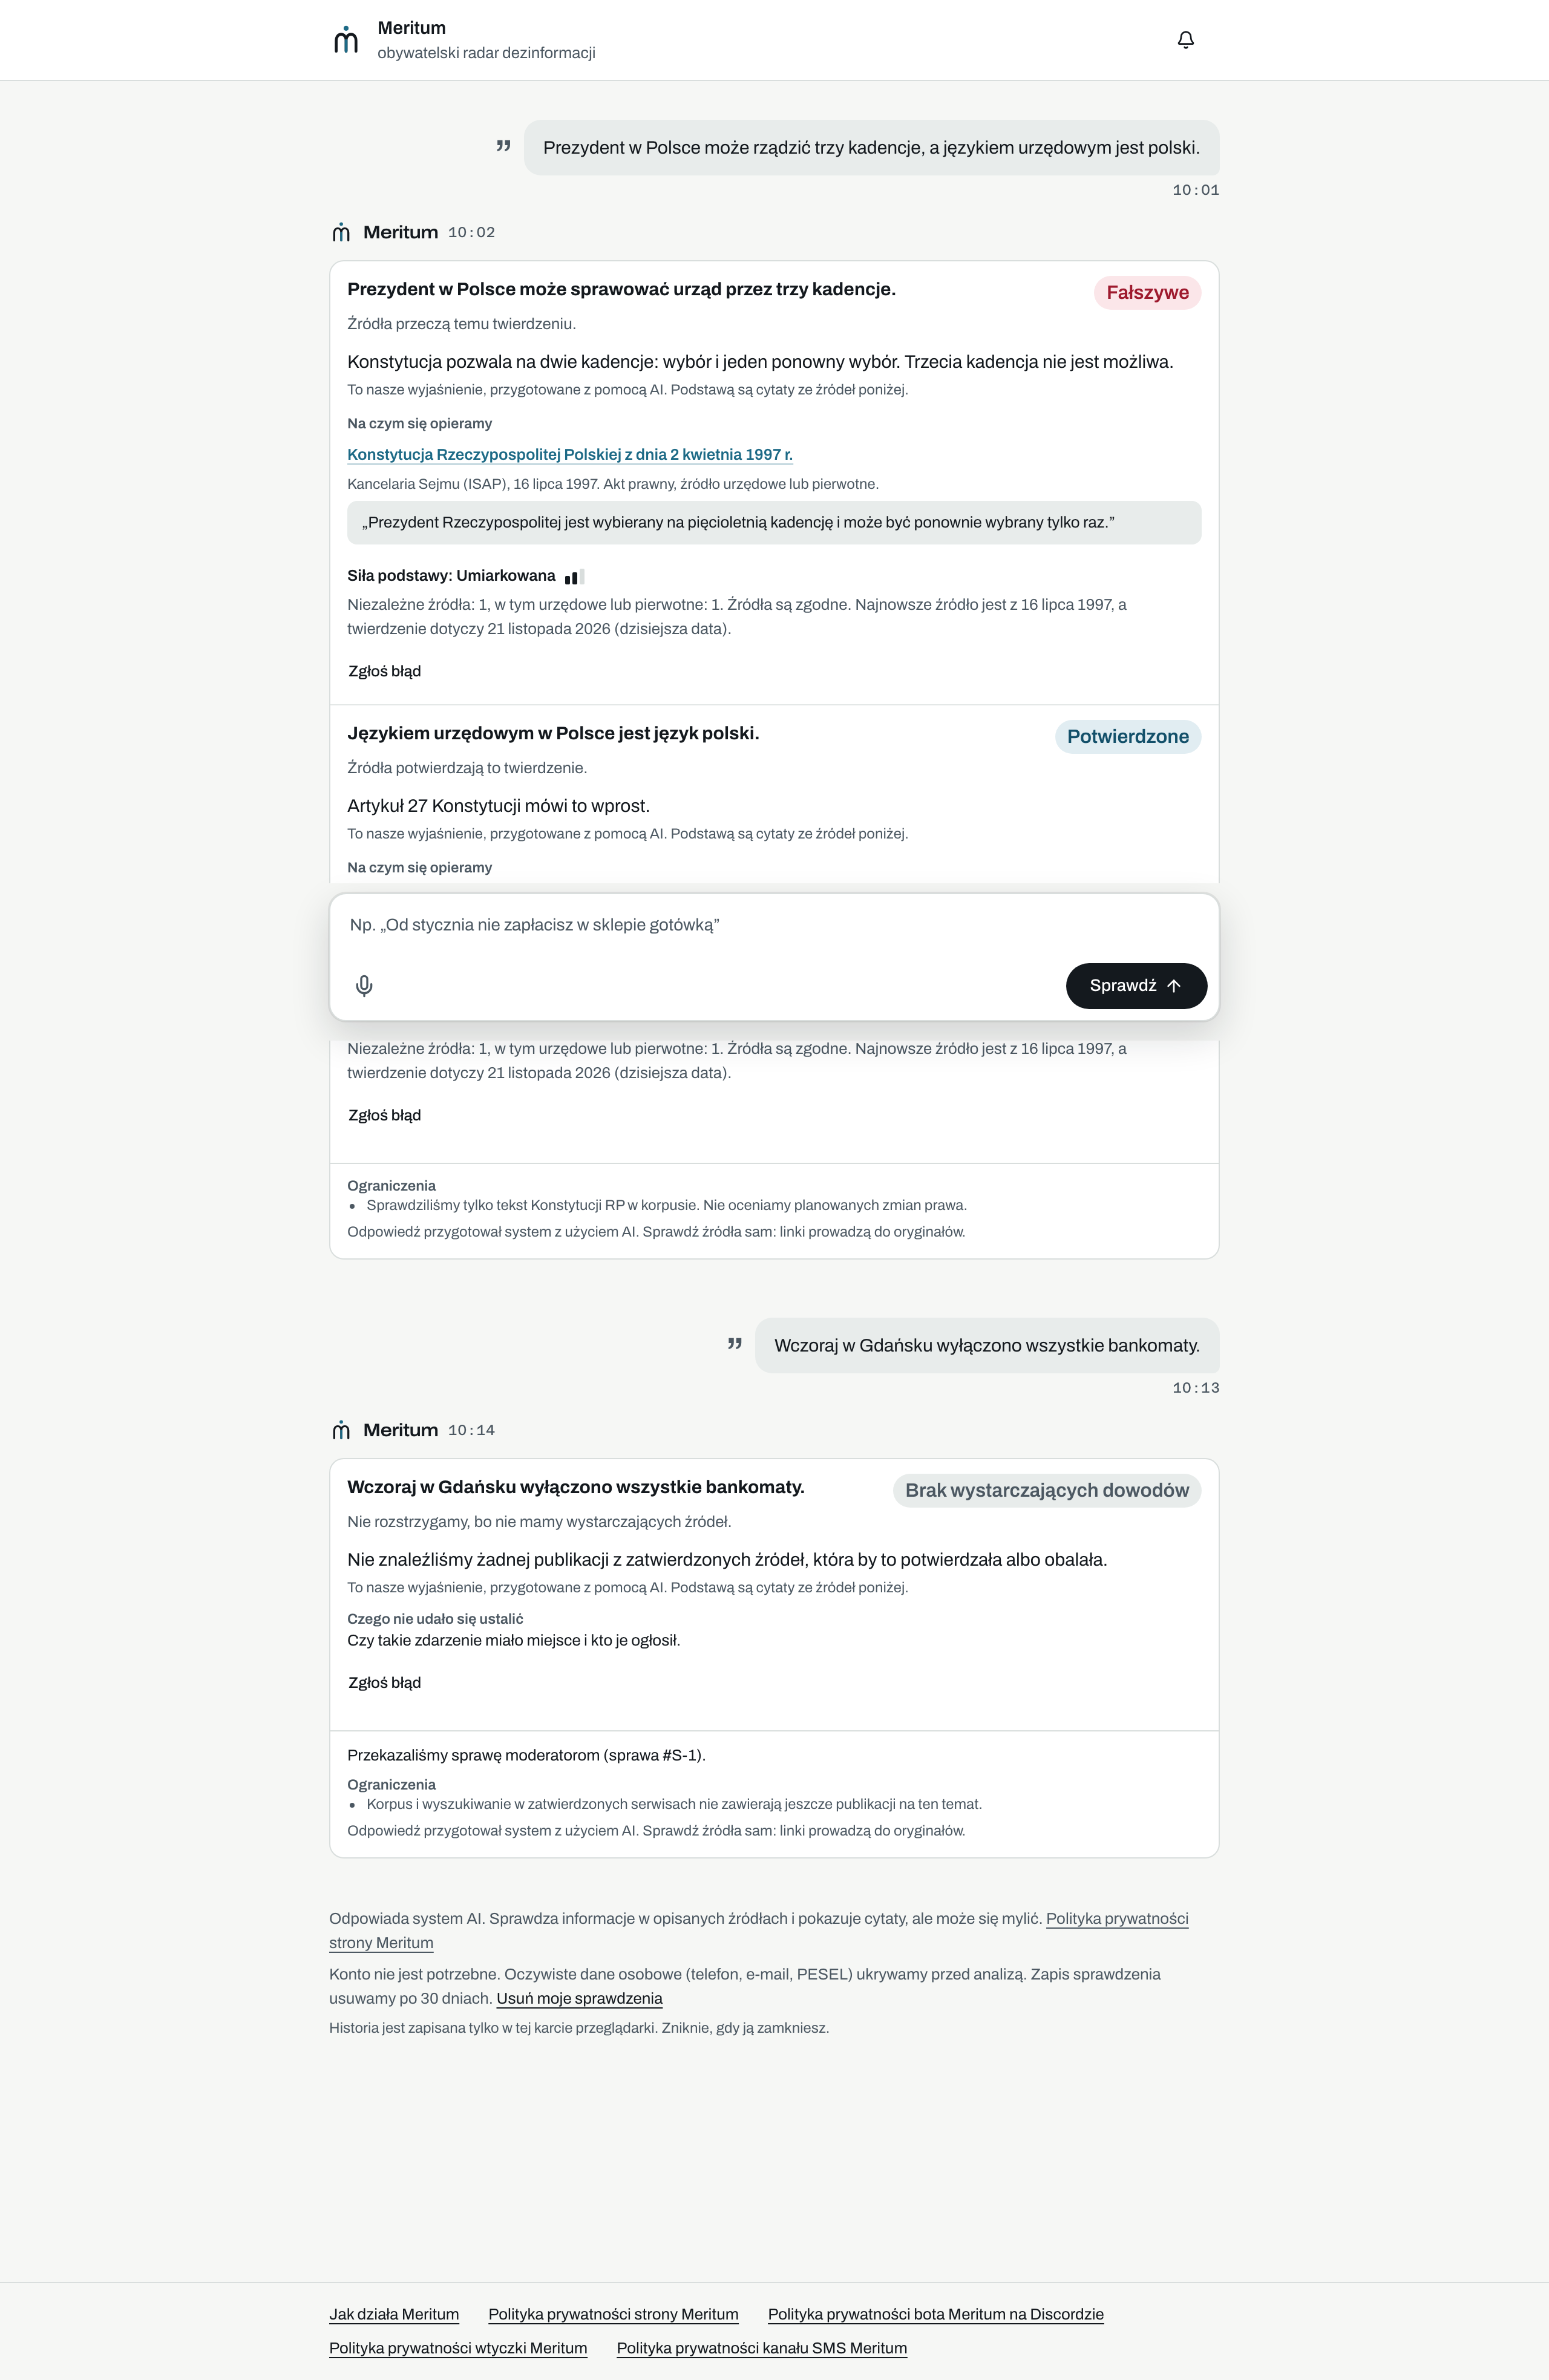 Meritum
obywatelski radar dezinformacji
Prezydent w Polsce może rządzić trzy kadencje, a językiem urzędowym jest polski.
10:01
Meritum 10:02
Prezydent w Polsce może sprawować urząd przez trzy kadencje.
Fałszywe
Źródła przeczą temu twierdzeniu.
Konstytucja pozwala na dwie kadencje: wybór i jeden ponowny wybór. Trzecia kadencja nie jest możliwa.
To nasze wyjaśnienie, przygotowane z pomocą AI. Podstawą są cytaty ze źródeł poniżej.
Na czym się opieramy
Konstytucja Rzeczypospolitej Polskiej z dnia 2 kwietnia 1997 r.
Kancelaria Sejmu (ISAP), 16 lipca 1997. Akt prawny, źródło urzędowe lub pierwotne.
„Prezydent Rzeczypospolitej jest wybierany na pięcioletnią kadencję i może być ponownie wybrany tylko raz.”
Siła podstawy: Umiarkowana
Niezależne źródła: 1, w tym urzędowe lub pierwotne: 1. Źródła są zgodne. Najnowsze źródło jest z 16 lipca 1997, a
twierdzenie dotyczy 21 listopada 2026 (dzisiejsza data).
Zgłoś błąd
Językiem urzędowym w Polsce jest język polski.
Potwierdzone
Źródła potwierdzają to twierdzenie.
Artykuł 27 Konstytucji mówi to wprost.
To nasze wyjaśnienie, przygotowane z pomocą AI. Podstawą są cytaty ze źródeł poniżej.
Na czym się opieramy
Np. „Od stycznia nie zapłacisz w sklepie gotówką”
Sprawdź
Niezależne źródła: 1, w tym urzędowe lub pierwotne: 1. Źródła są zgodne. Najnowsze źródło jest z 16 lipca 1997, a
twierdzenie dotyczy 21 listopada 2026 (dzisiejsza data).
Zgłoś błąd
Ograniczenia
• Sprawdziliśmy tylko tekst Konstytucji RP w korpusie. Nie oceniamy planowanych zmian prawa.
Odpowiedź przygotował system z użyciem AI. Sprawdź źródła sam: linki prowadzą do oryginałów.
Wczoraj w Gdańsku wyłączono wszystkie bankomaty.
10:13
Meritum 10:14
Wczoraj w Gdańsku wyłączono wszystkie bankomaty.
Brak wystarczających dowodów
Nie rozstrzygamy, bo nie mamy wystarczających źródeł.
Nie znaleźliśmy żadnej publikacji z zatwierdzonych źródeł, która by to potwierdzała albo obalała.
To nasze wyjaśnienie, przygotowane z pomocą AI. Podstawą są cytaty ze źródeł poniżej.
Czego nie udało się ustalić
Czy takie zdarzenie miało miejsce i kto je ogłosił.
Zgłoś błąd
Przekazaliśmy sprawę moderatorom (sprawa #S-1).
Ograniczenia
• Korpus i wyszukiwanie w zatwierdzonych serwisach nie zawierają jeszcze publikacji na ten temat.
Odpowiedź przygotował system z użyciem AI. Sprawdź źródła sam: linki prowadzą do oryginałów.
Odpowiada system AI. Sprawdza informacje w opisanych źródłach i pokazuje cytaty, ale może się mylić. Polityka prywatności
strony Meritum
Konto nie jest potrzebne. Oczywiste dane osobowe (telefon, e-mail, PESEL) ukrywamy przed analizą. Zapis sprawdzenia
usuwamy po 30 dniach. Usuń moje sprawdzenia
Historia jest zapisana tylko w tej karcie przeglądarki. Zniknie, gdy ją zamkniesz.
Jak działa Meritum Polityka prywatności strony Meritum Polityka prywatności bota Meritum na Discordzie
Polityka prywatności wtyczki Meritum Polityka prywatności kanału SMS Meritum